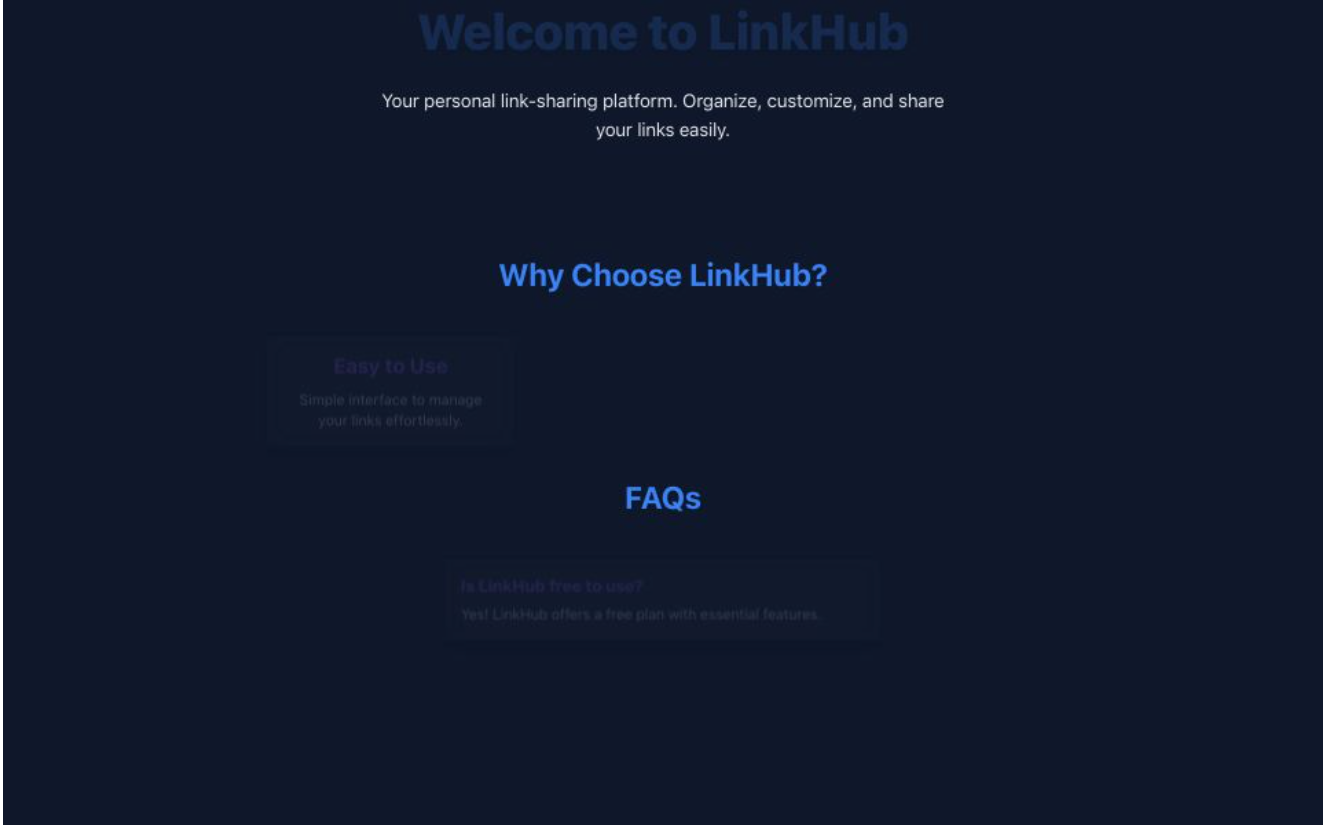 Welcome to LinkHub
Your personal link-sharing platform. Organize, customize, and share
your links easily.
Why Choose LinkHub?
Easy to Use
Simple interface to manage
your links effortlessly.
FAQs
Is LinkHub free to use?
Yes! LinkHub offers a free plan with essential features.